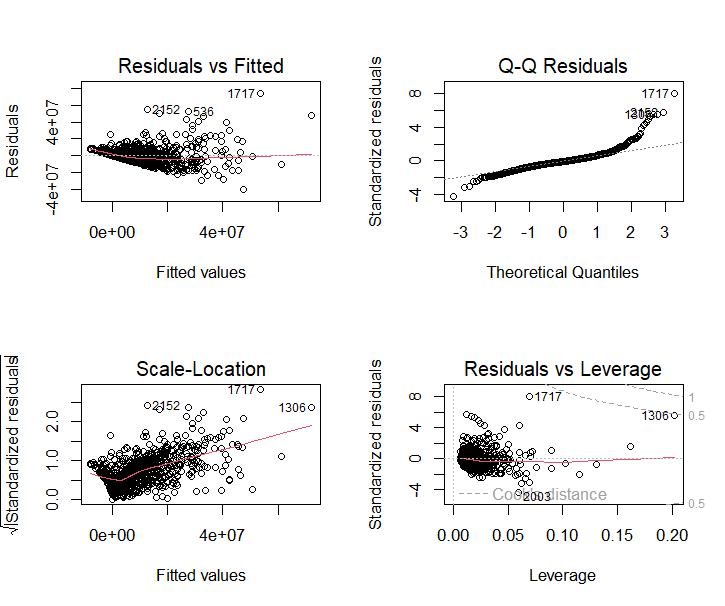 Residuals vs Fitted
Residuals
-4e+07
4e+07
1717
2152
536
0e+00
4e+07
Fitted values
Q-Q Residuals
Standardized residuals
-4
0
4
8
1717
2152
-3
-2
-1
0
1
2
3
Theoretical Quantiles
Scale-Location
√|Standardized residuals|
0.0
1.0
2.0
1717
2152
1306
0e+00
4e+07
Fitted values
Residuals vs Leverage
Standardized residuals
-4
0
4
8
1717
1306
2003
Cook's distance
1
0.5
0.5
0.00
0.05
0.10
0.15
0.20
Leverage